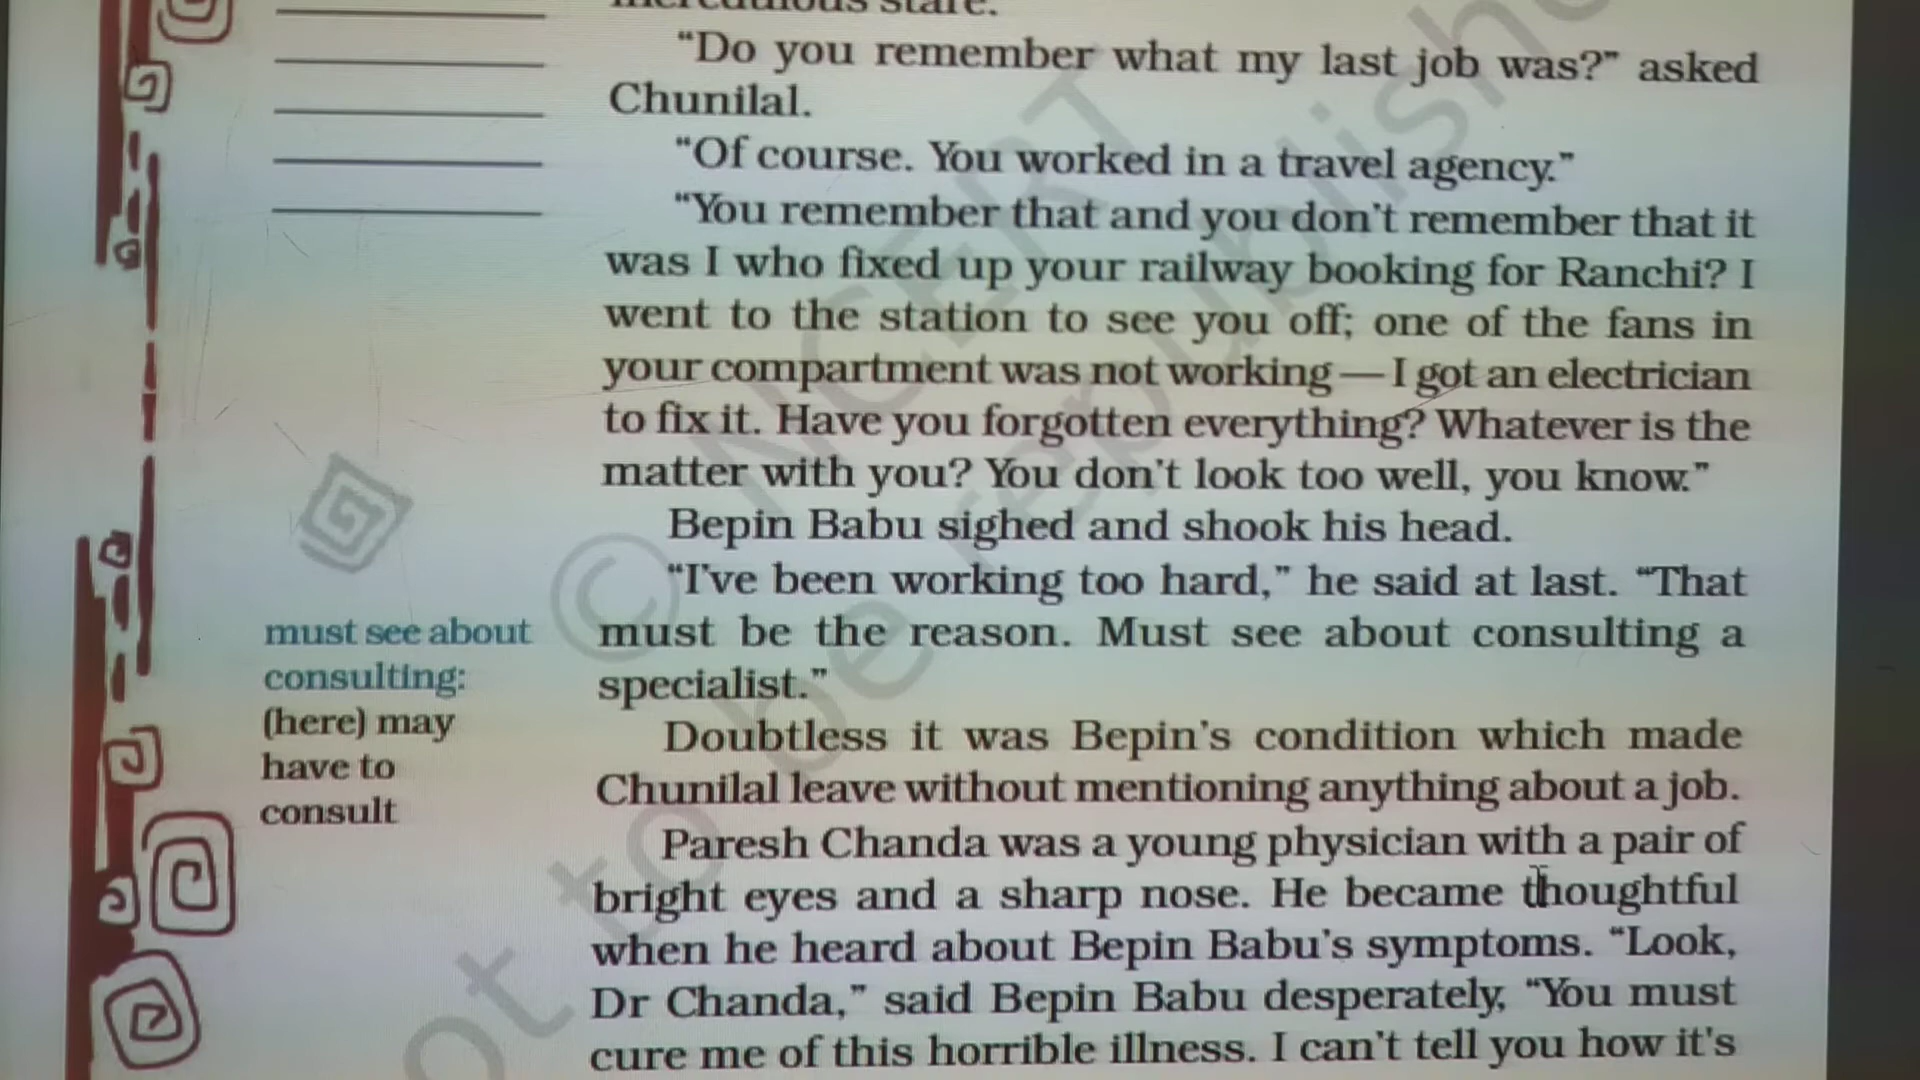 incredulous stare.
“Do you remember what my last job was?” asked
Chunilal.
“Of course. You worked in a travel agency.”
“You remember that and you don’t remember that it
was I who fixed up your railway booking for Ranchi? I
went to the station to see you off; one of the fans in
your compartment was not working — I got an electrician
to fix it. Have you forgotten everything? Whatever is the
matter with you? You don’t look too well, you know.”
Bepin Babu sighed and shook his head.
“I’ve been working too hard,” he said at last. “That
must be the reason. Must see about consulting a
specialist.”
must see about
consulting:
(here) may
have to
consult
Doubtless it was Bepin’s condition which made
Chunilal leave without mentioning anything about a job.
Paresh Chanda was a young physician with a pair of
bright eyes and a sharp nose. He became thoughtful
when he heard about Bepin Babu’s symptoms. “Look,
Dr Chanda,” said Bepin Babu desperately, “You must
cure me of this horrible illness. I can’t tell you how it's
© NCERT
not to be republished